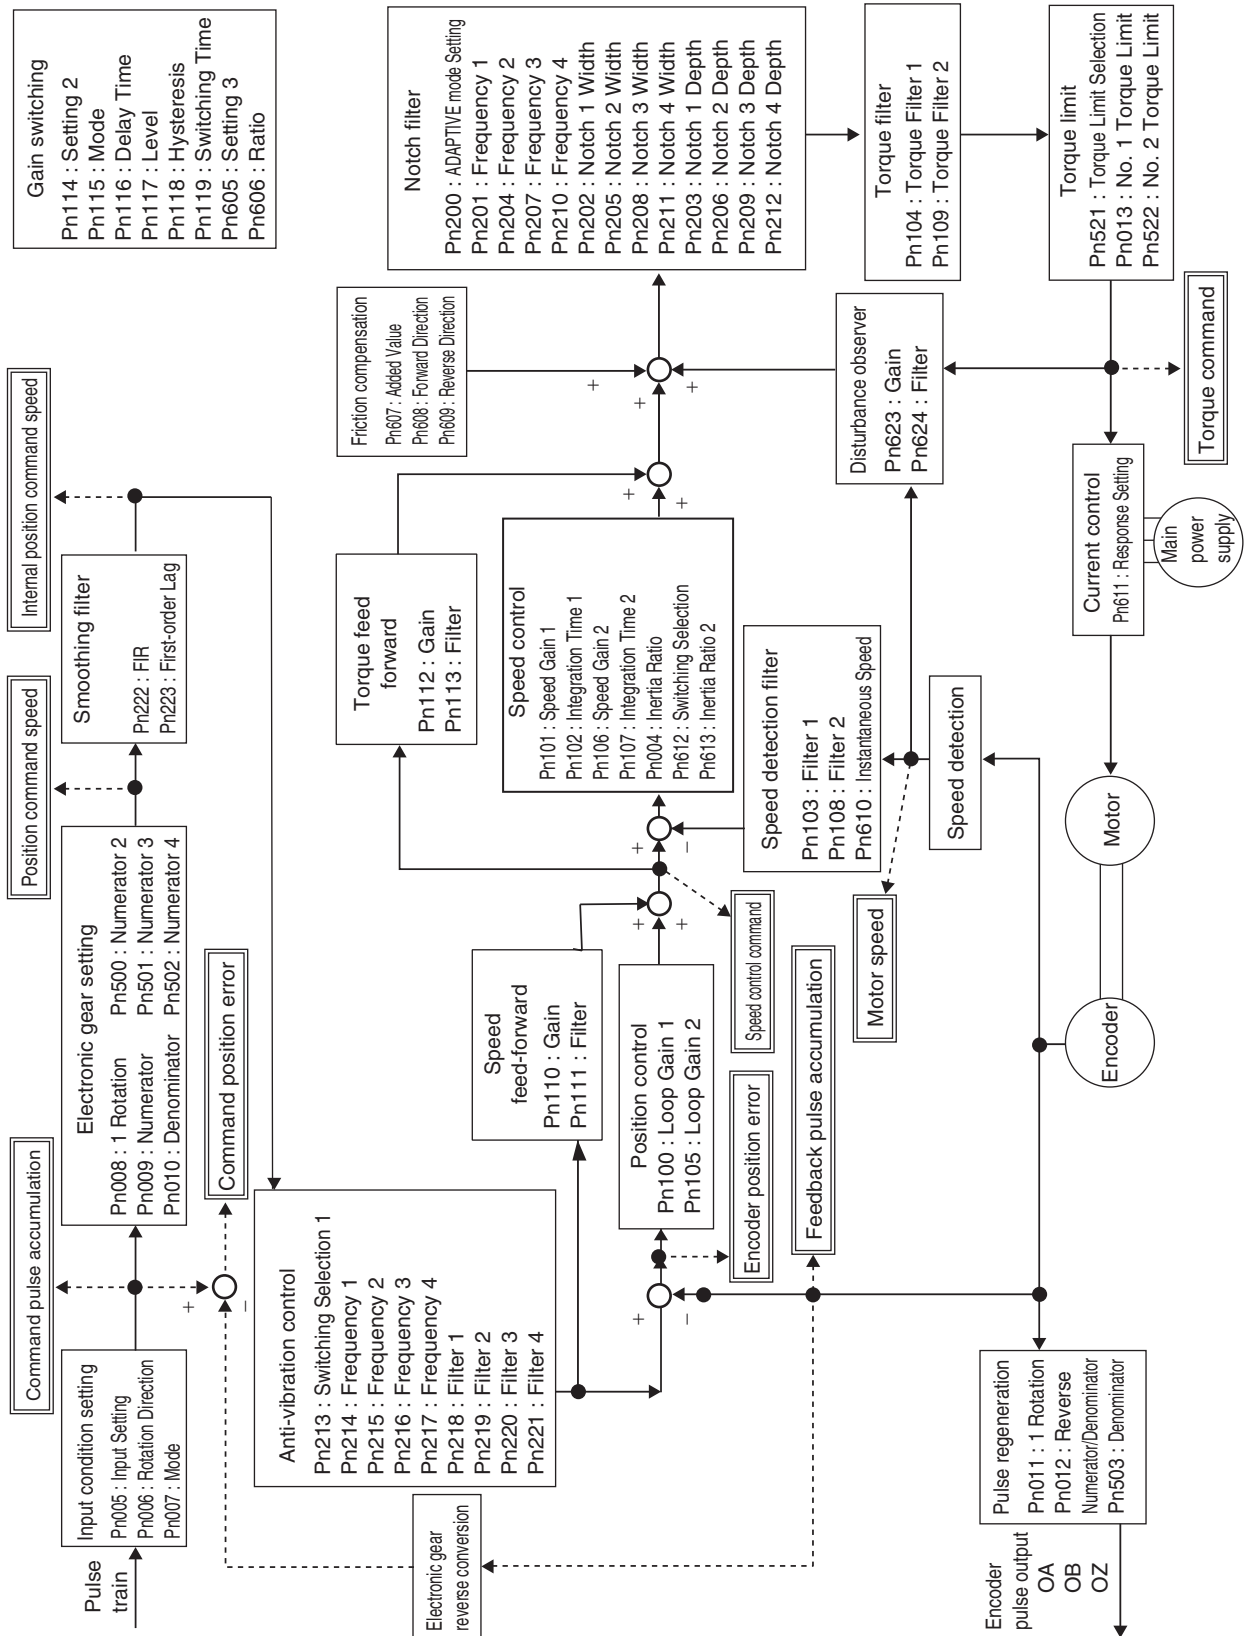 Pulse
train
Input condition setting
Pn005 : Input Setting
Pn006 : Rotation Direction
Pn007 : Mode
Command pulse accumulation
Electronic gear setting
Pn008 : 1 Rotation
Pn009 : Numerator
Pn010 : Denominator
Pn500 : Numerator 2
Pn501 : Numerator 3
Pn502 : Numerator 4
Position command speed
Smoothing filter
Pn222 : FIR
Pn223 : First-order Lag
Internal position command speed
Gain switching
Pn114 : Setting 2
Pn115 : Mode
Pn116 : Delay Time
Pn117 : Level
Pn118 : Hysteresis
Pn119 : Switching Time
Pn605 : Setting 3
Pn606 : Ratio
+
−
Command position error
Electronic gear
reverse conversion
Anti-vibration control
Pn213 : Switching Selection 1
Pn214 : Frequency 1
Pn215 : Frequency 2
Pn216 : Frequency 3
Pn217 : Frequency 4
Pn218 : Filter 1
Pn219 : Filter 2
Pn220 : Filter 3
Pn221 : Filter 4
Speed
feed-forward
Pn110 : Gain
Pn111 : Filter
Torque feed
forward
Pn112 : Gain
Pn113 : Filter
Friction compensation
Pn607 : Added Value
Pn608 : Forward Direction
Pn609 : Reverse Direction
Notch filter
Pn200 : ADAPTIVE mode Setting
Pn201 : Frequency 1
Pn204 : Frequency 2
Pn207 : Frequency 3
Pn210 : Frequency 4
Pn202 : Notch 1 Width
Pn205 : Notch 2 Width
Pn208 : Notch 3 Width
Pn211 : Notch 4 Width
Pn203 : Notch 1 Depth
Pn206 : Notch 2 Depth
Pn209 : Notch 3 Depth
Pn212 : Notch 4 Depth
+
−
Position control
Pn100 : Loop Gain 1
Pn105 : Loop Gain 2
+
+
+
−
Speed control
Pn101 : Speed Gain 1
Pn102 : Integration Time 1
Pn106 : Speed Gain 2
Pn107 : Integration Time 2
Pn004 : Inertia Ratio
Pn612 : Switching Selection
Pn613 : Inertia Ratio 2
+
+
+
+
+
Encoder position error
Speed control command
Feedback pulse accumulation
Motor speed
Speed detection filter
Pn103 : Filter 1
Pn108 : Filter 2
Pn610 : Instantaneous Speed
Speed detection
Disturbance observer
Pn623 : Gain
Pn624 : Filter
Torque filter
Pn104 : Torque Filter 1
Pn109 : Torque Filter 2
Torque limit
Pn521 : Torque Limit Selection
Pn013 : No. 1 Torque Limit
Pn522 : No. 2 Torque Limit
Encoder
pulse output
OA
OB
OZ
Pulse regeneration
Pn011 : 1 Rotation
Pn012 : Reverse
Numerator/Denominator
Pn503 : Denominator
Encoder
Motor
Current control
Pn611 : Response Setting
Main
power
supply
Torque command